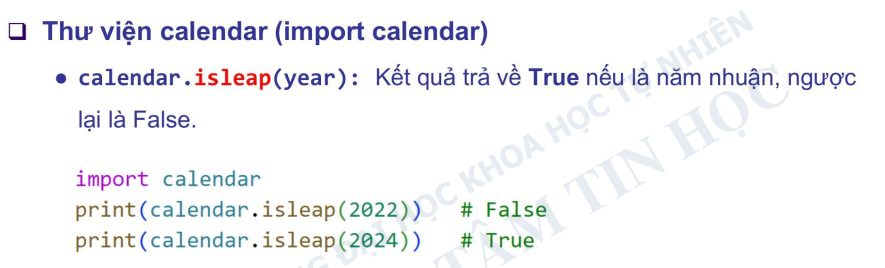 ❑ Thư viện calendar (import calendar)
● calendar.isleap(year): Kết quả trả về True nếu là năm nhuận, ngược
lại là False.
import calendar
print(calendar.isleap(2022)) # False
print(calendar.isleap(2024)) # True
ĐẠI HỌC KHOA HỌC TỰ NHIÊN
TÂM TIN HỌC